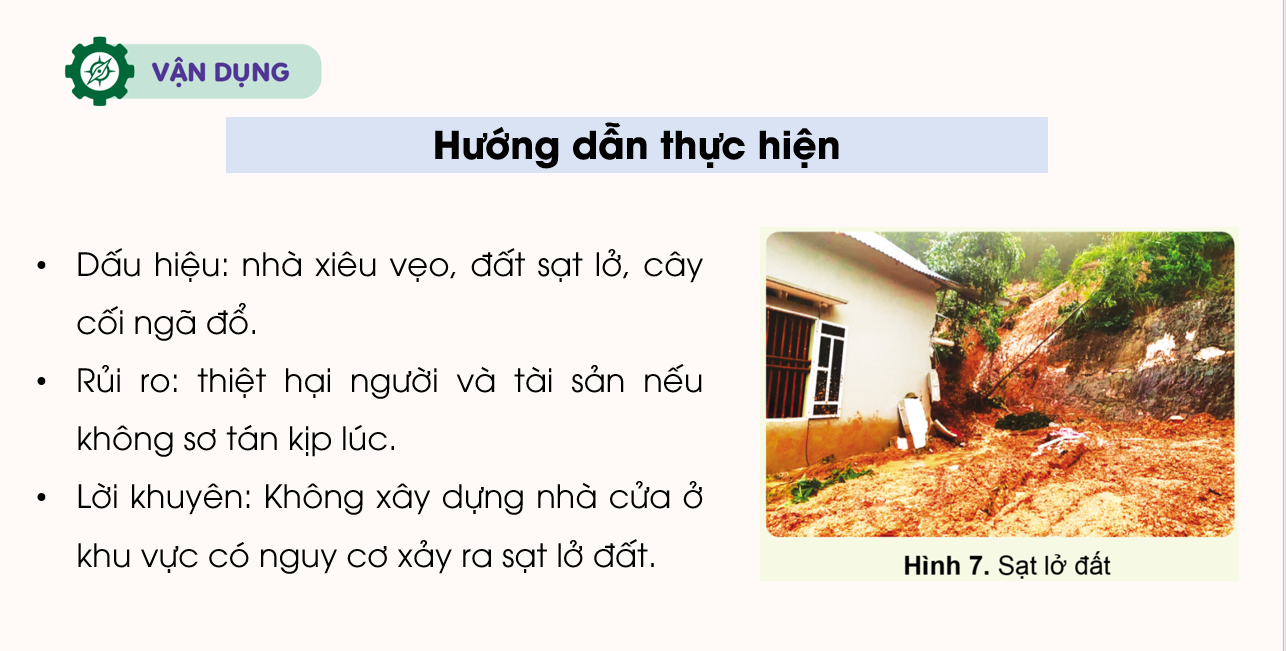 VẬN DỤNG
Hướng dẫn thực hiện
• Dấu hiệu: nhà xiêu vẹo, đất sạt lở, cây
cối ngã đổ.
• Rủi ro: thiệt hại người và tài sản nếu
không sơ tán kịp lúc.
• Lời khuyên: Không xây dựng nhà cửa ở
khu vực có nguy cơ xảy ra sạt lở đất.
Hình 7. Sạt lở đất